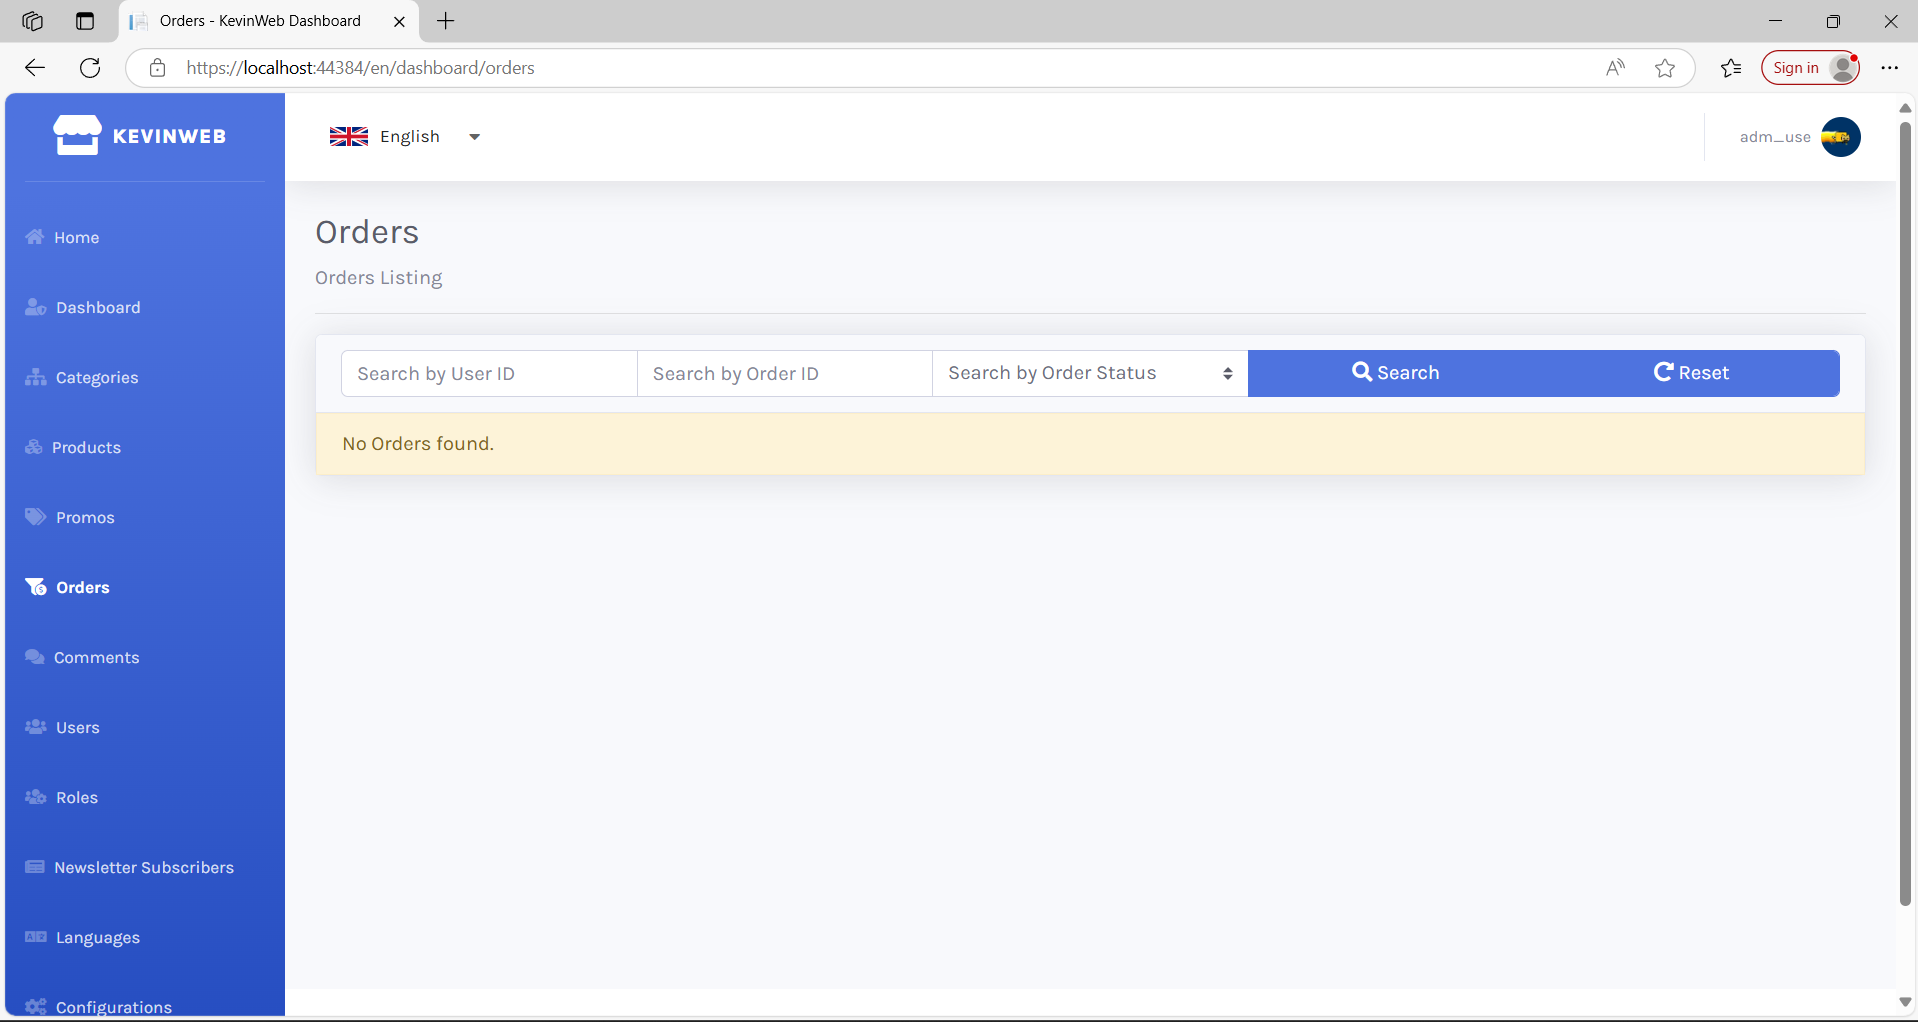 Orders - KevinWeb Dashboard
https://localhost:44384/en/dashboard/orders
Sign in
KEVINWEB
English
adm_use
Home
Dashboard
Categories
Products
Promos
Orders
Comments
Users
Roles
Newsletter Subscribers
Languages
Configurations
Orders
Orders Listing
Search by User ID
Search by Order ID
Search by Order Status
Search
Reset
No Orders found.